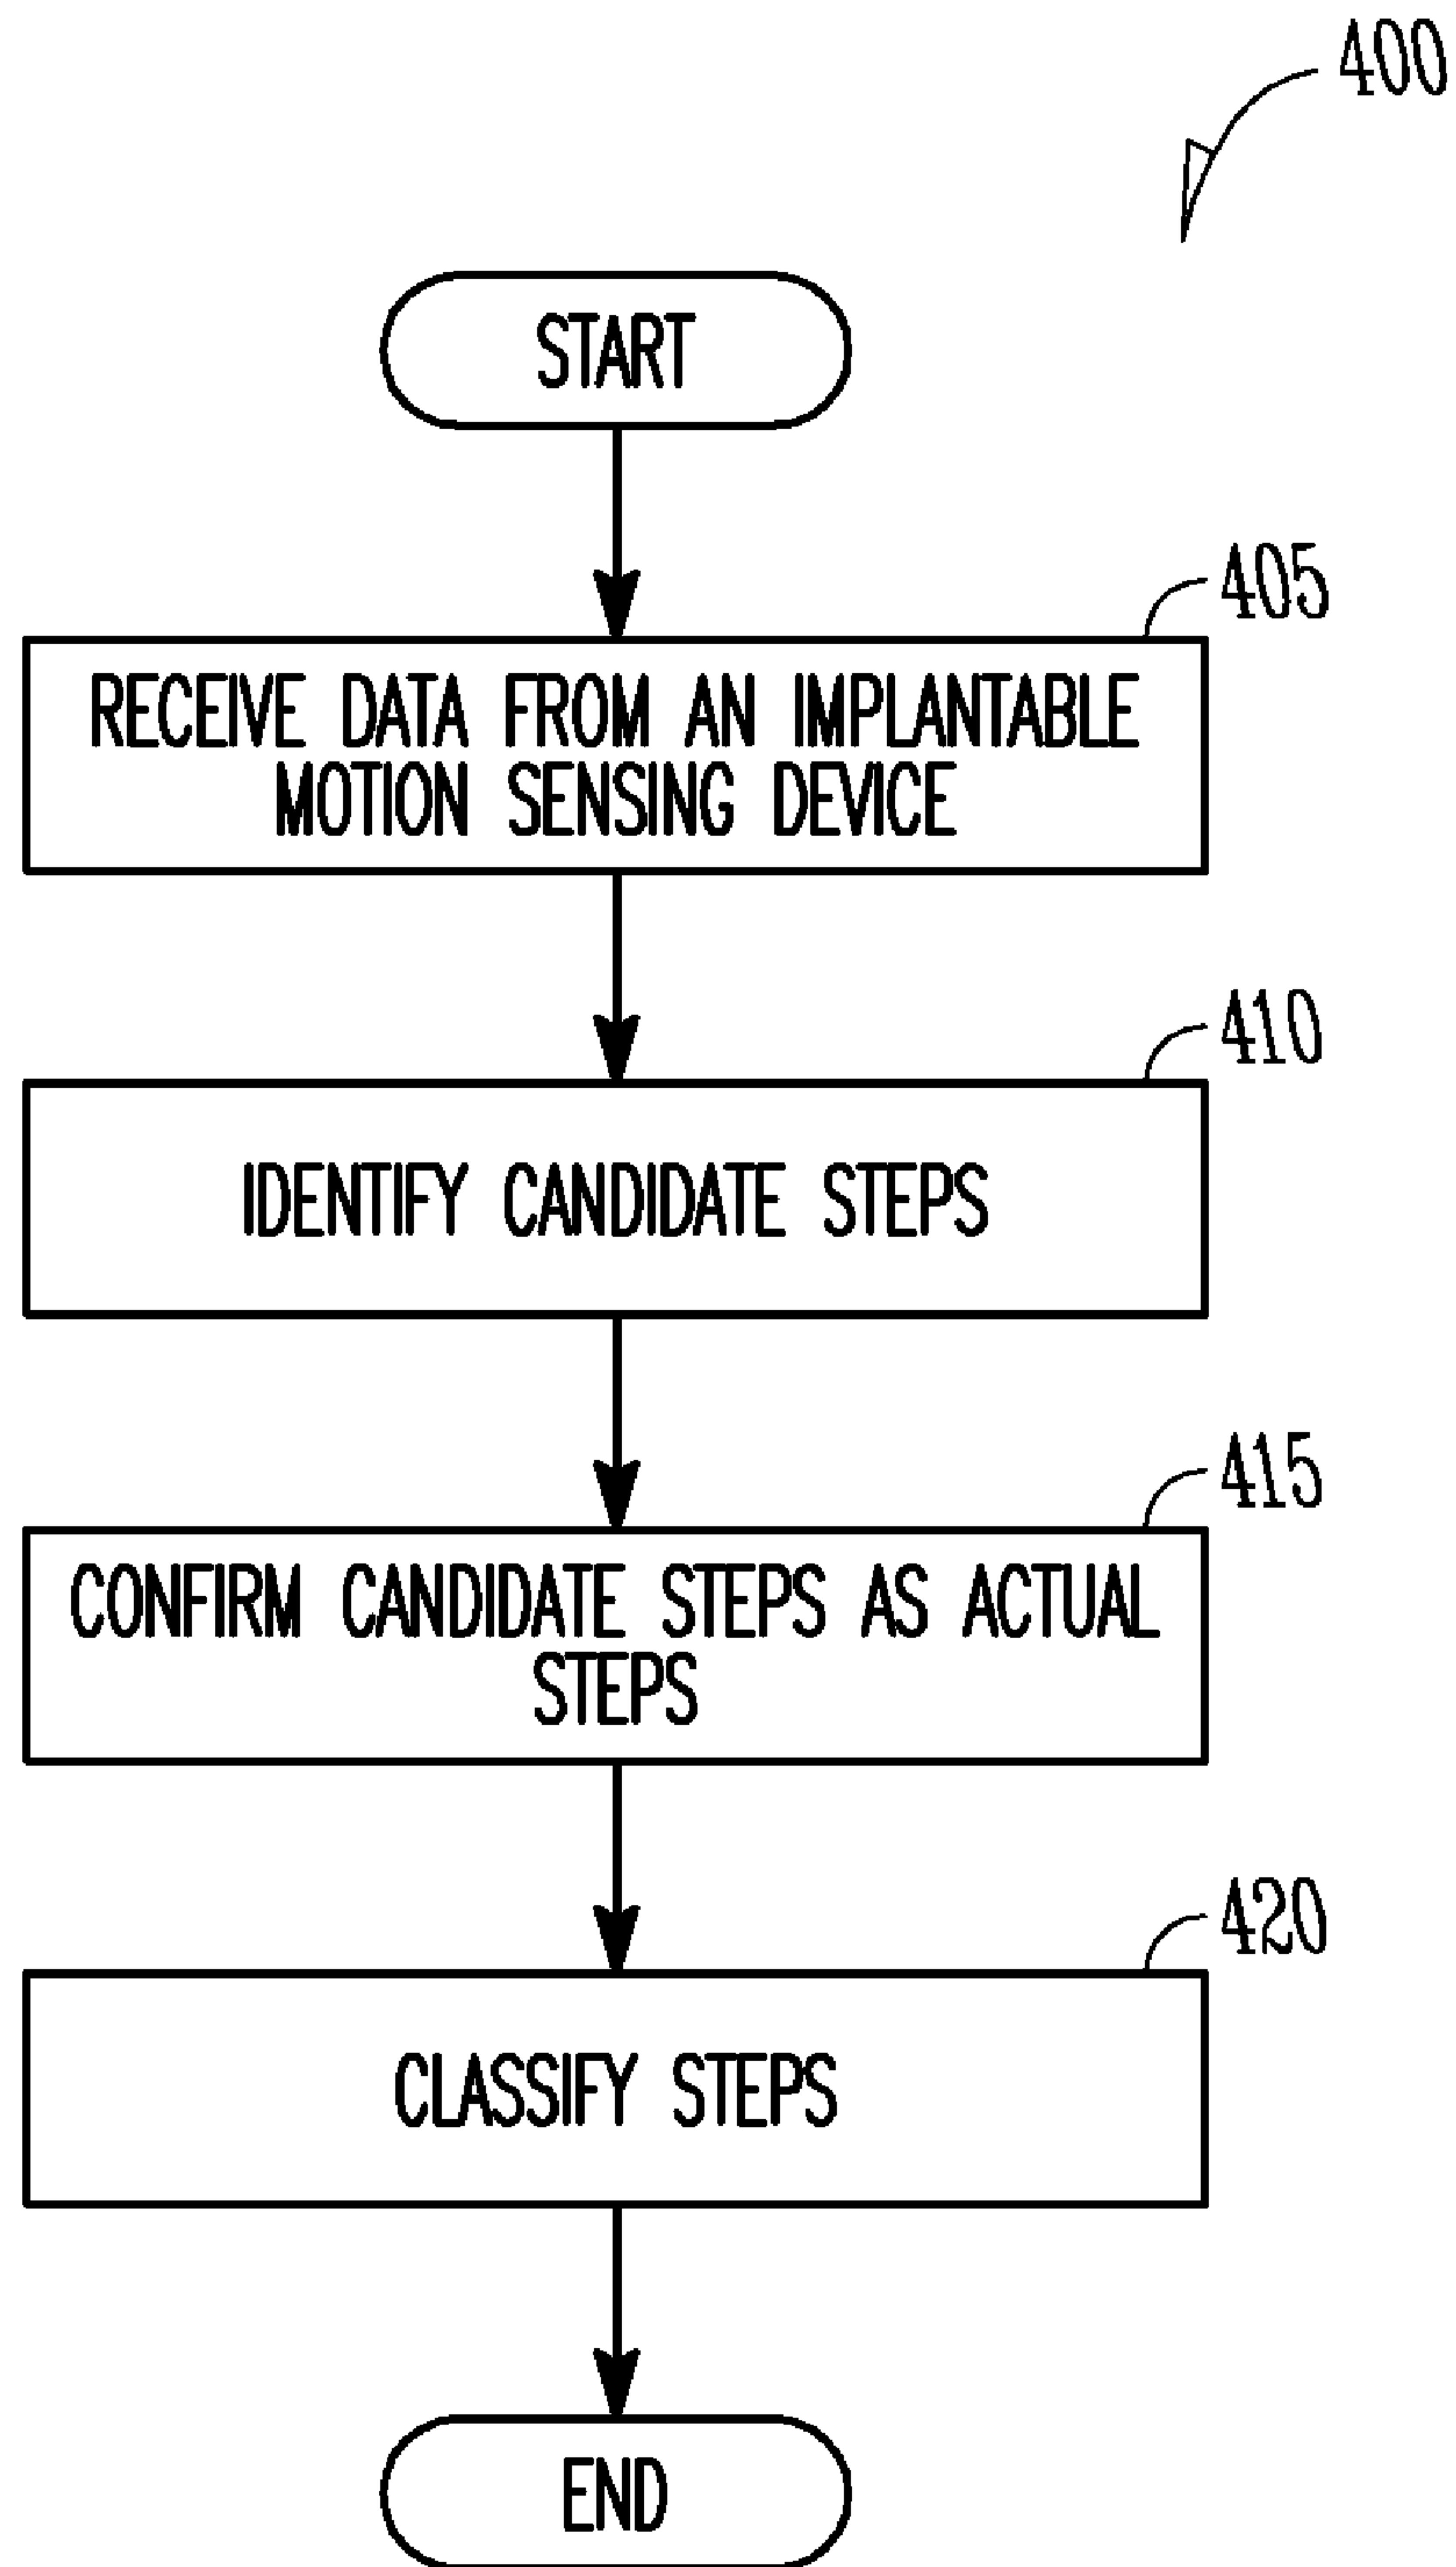 400
START
405
RECEIVE DATA FROM AN IMPLANTABLE
MOTION SENSING DEVICE
410
IDENTIFY CANDIDATE STEPS
415
CONFIRM CANDIDATE STEPS AS ACTUAL
STEPS
420
CLASSIFY STEPS
END